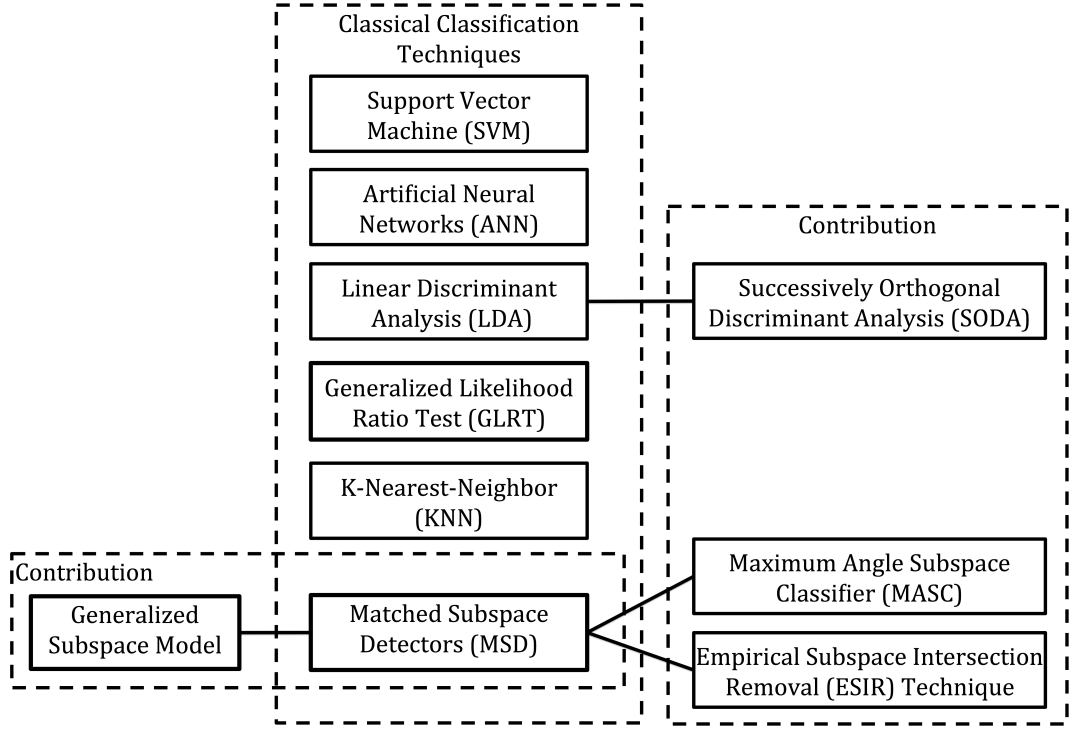 Classical Classification
Techniques
Support Vector
Machine (SVM)
Artificial Neural
Networks (ANN)
Linear Discriminant
Analysis (LDA)
Generalized Likelihood
Ratio Test (GLRT)
K-Nearest-Neighbor
(KNN)
Matched Subspace
Detectors (MSD)
Contribution
Generalized
Subspace Model
Contribution
Successively Orthogonal
Discriminant Analysis (SODA)
Maximum Angle Subspace
Classifier (MASC)
Empirical Subspace Intersection
Removal (ESIR) Technique